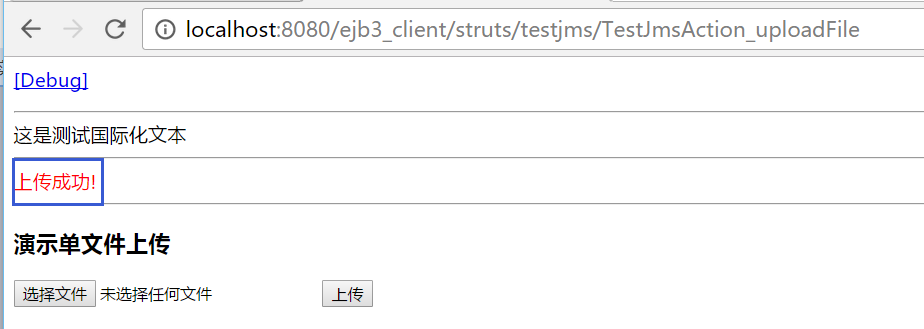 localhost:8080/ejb3_client/struts/testjms/TestJmsAction_uploadFile
[Debug]
这是测试国际化文本
上传成功!
演示单文件上传
选择文件 未选择任何文件 上传